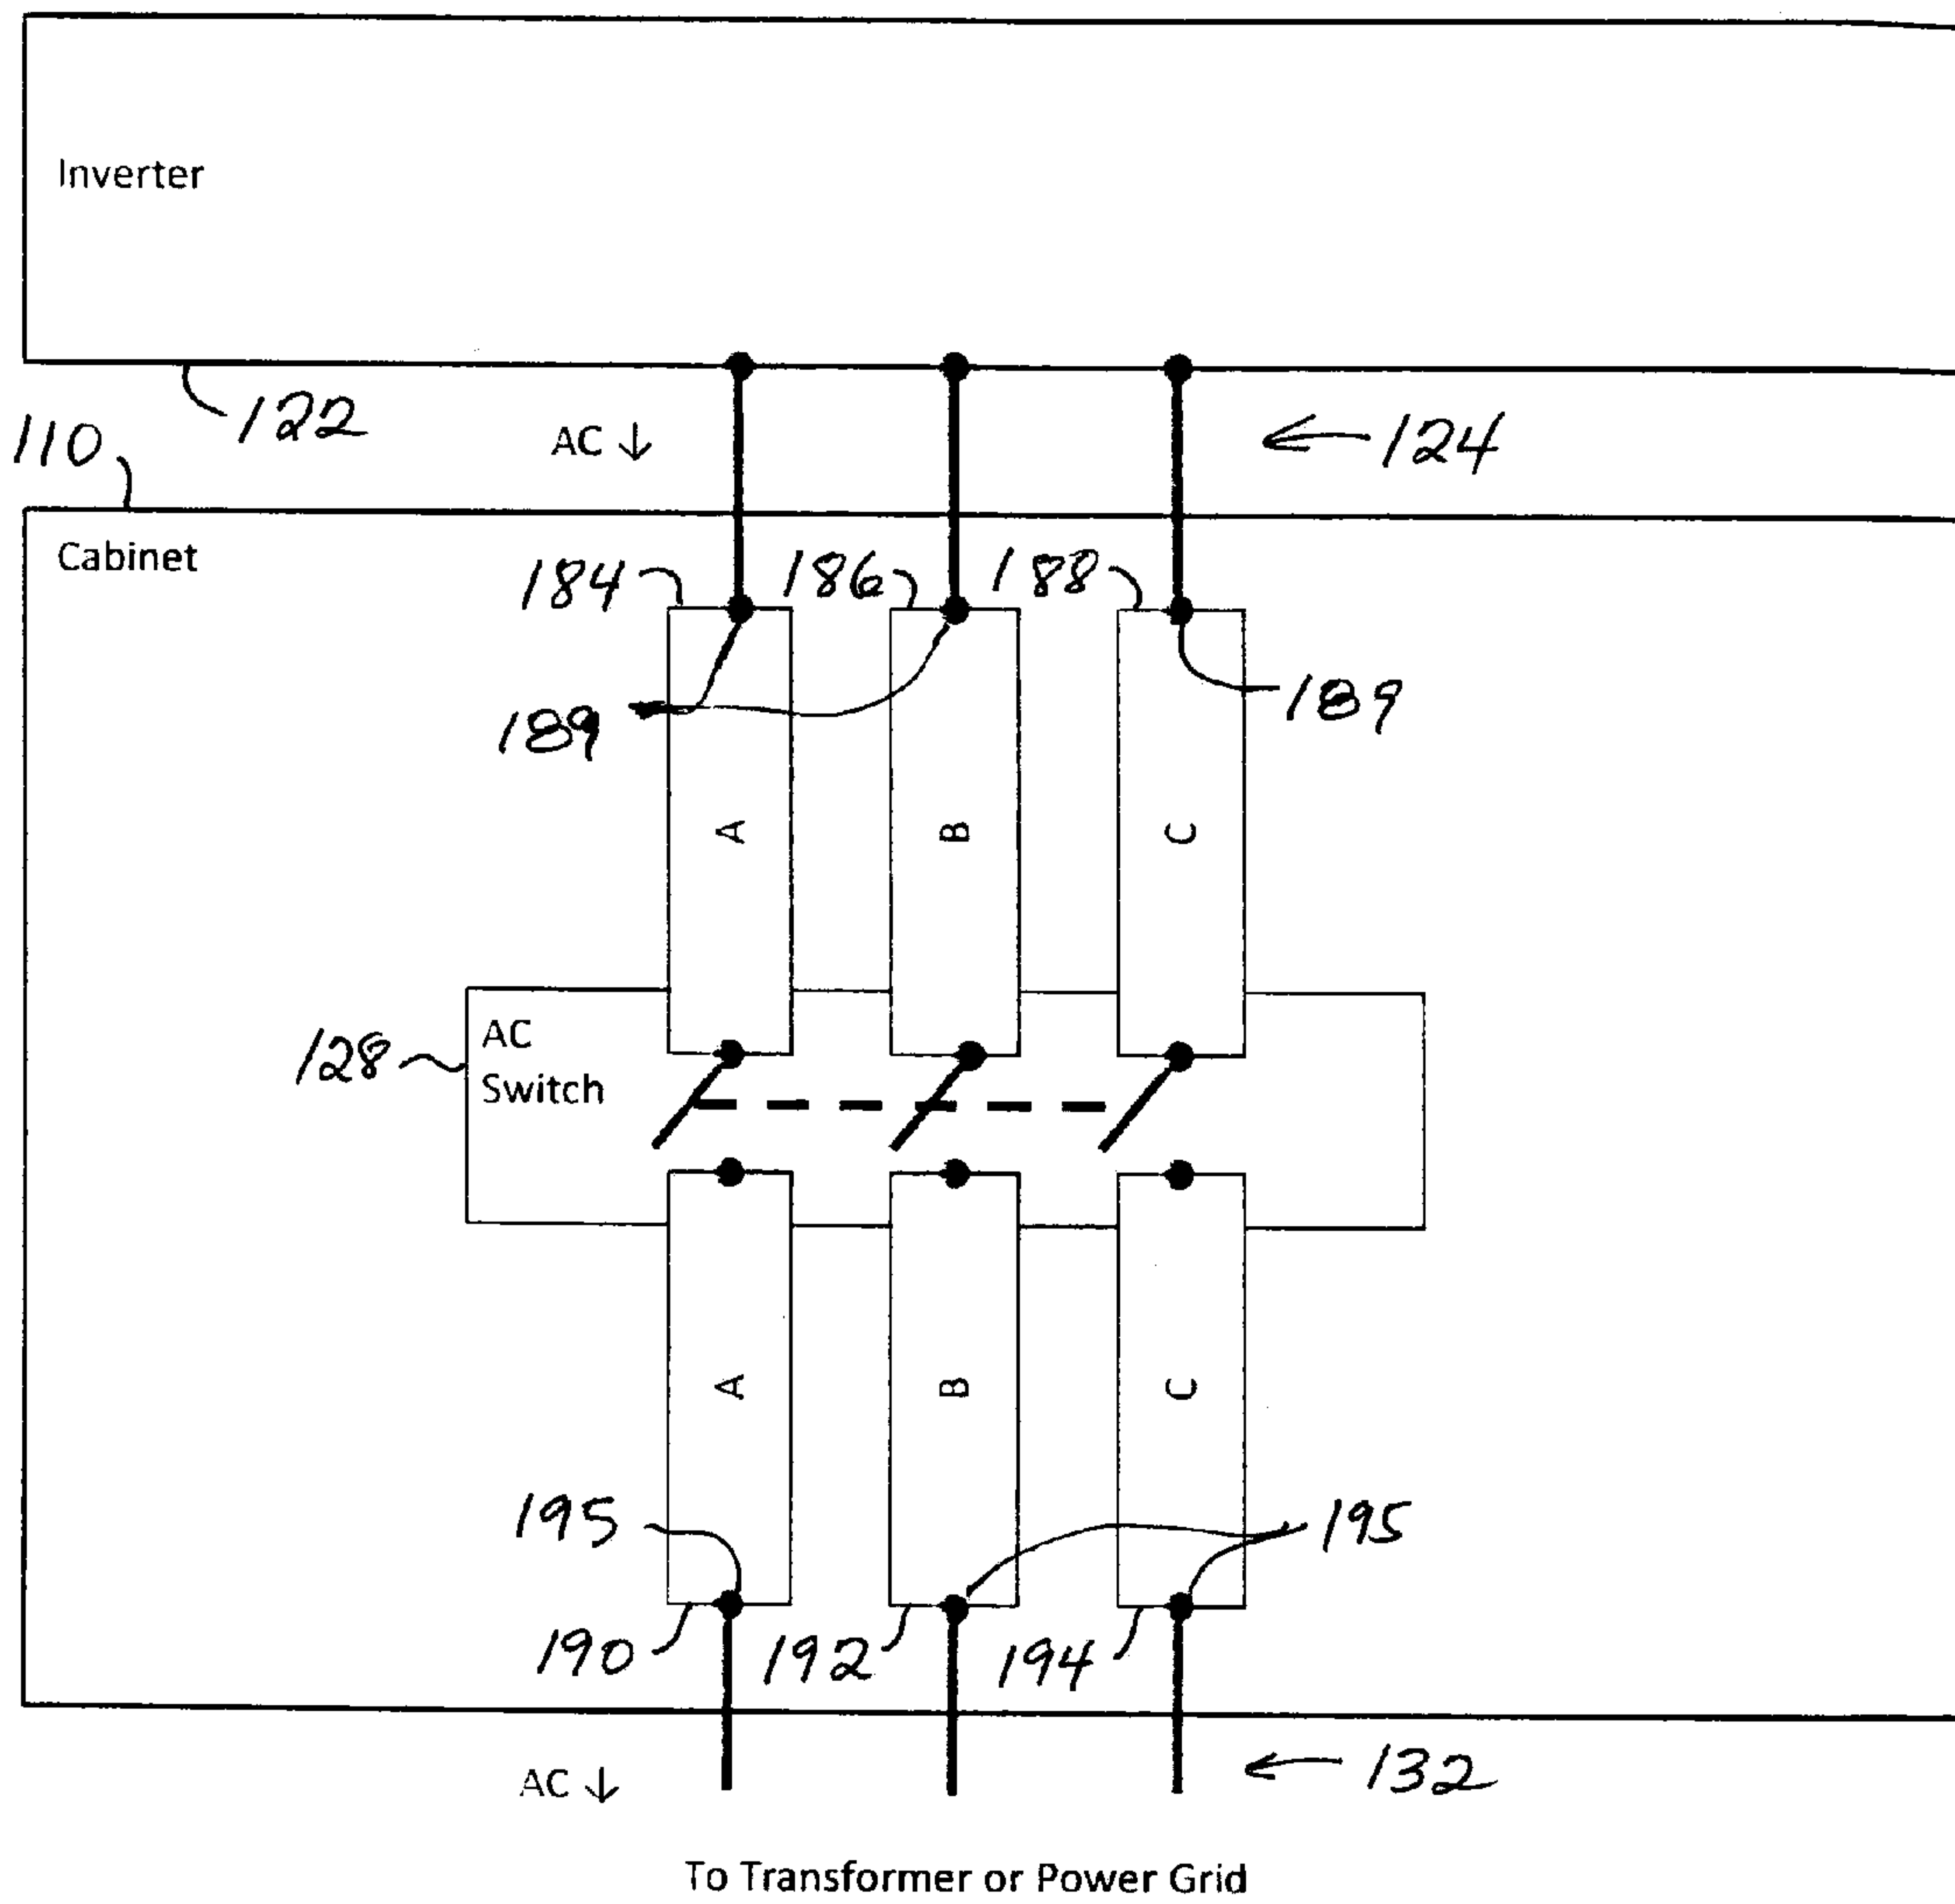 Inverter
122
110
AC ↓
124
Cabinet
184
186
188
189
189
A
B
C
128
AC
Switch
A
B
C
195
195
190
192
194
AC ↓
132
To Transformer or Power Grid